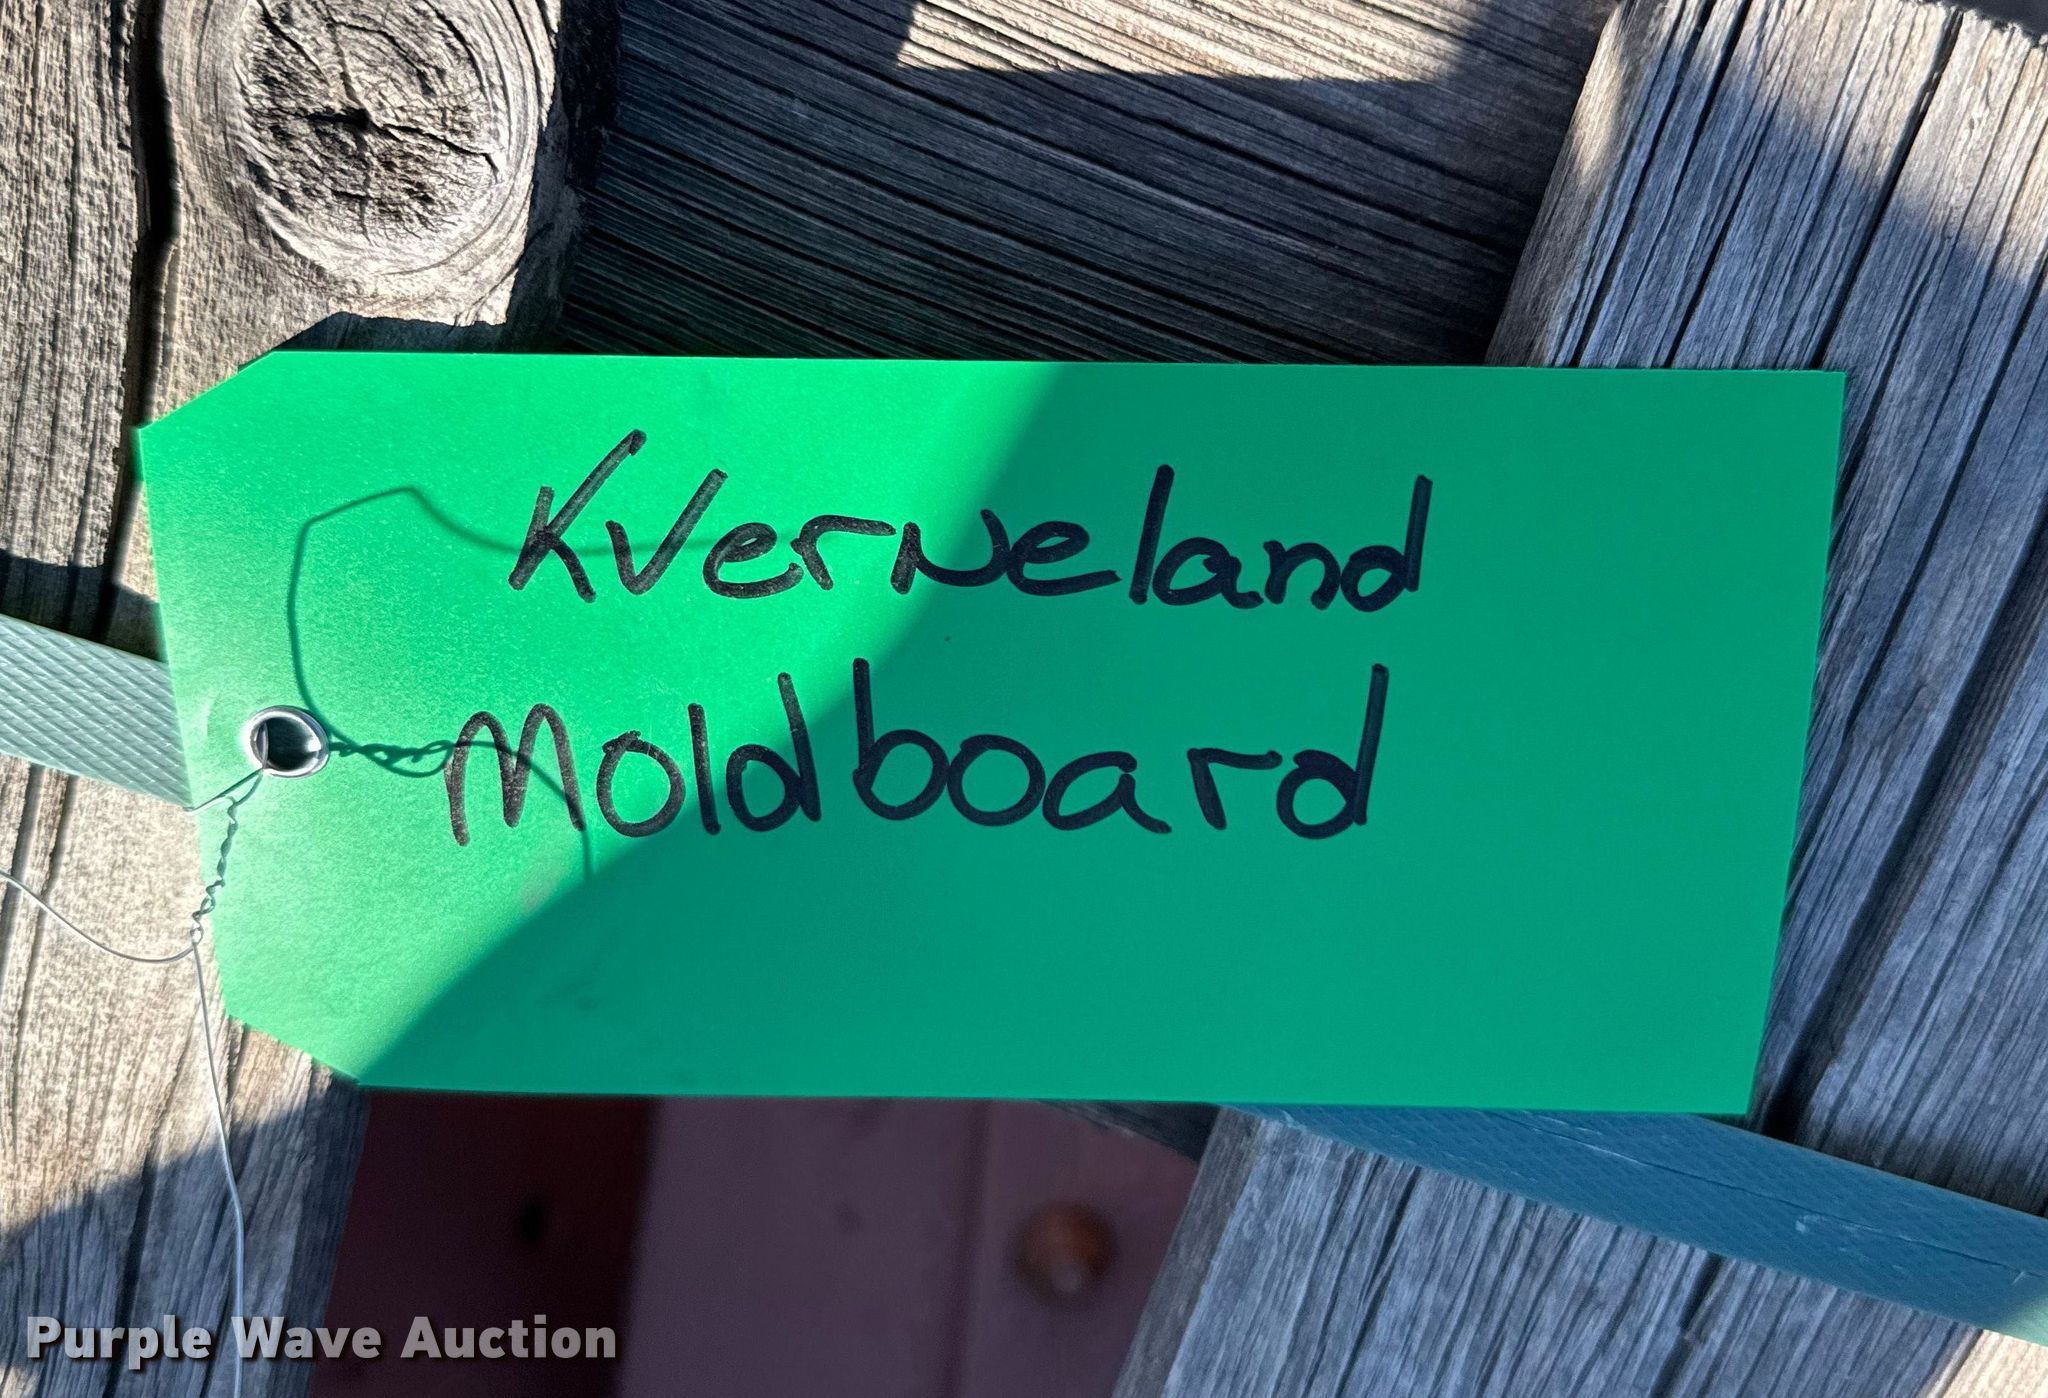 Kverneland
Moldboard
Purple Wave Auction